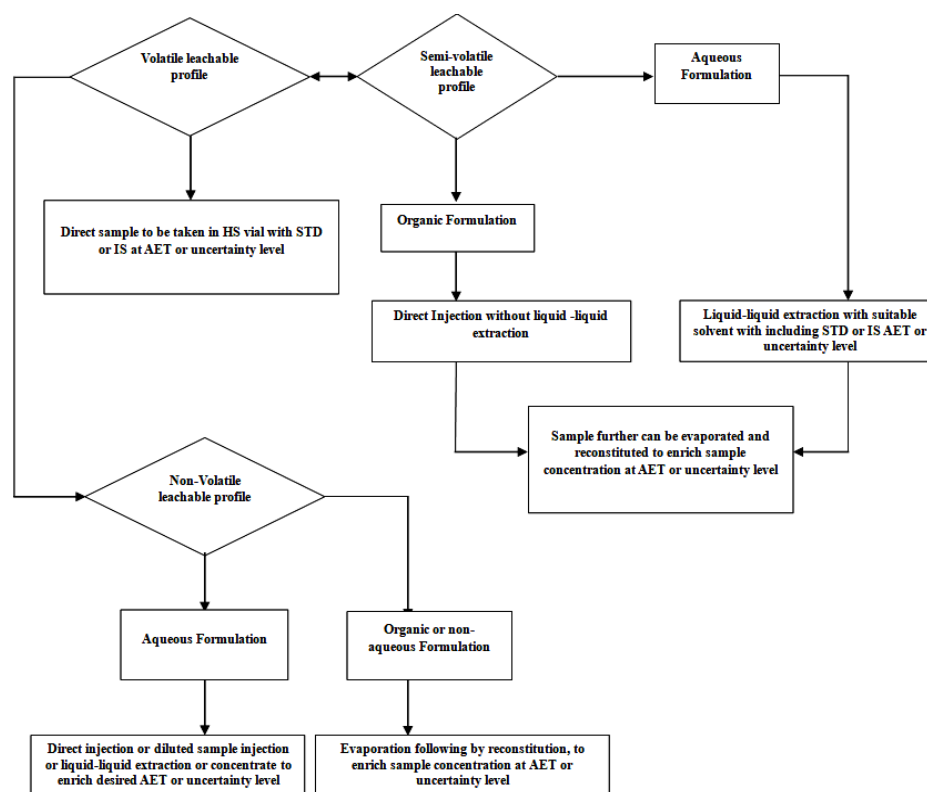 Volatile leachable
profile
Semi-volatile
leachable
profile
Aqueous
Formulation
Direct sample to be taken in HS vial with STD
or IS at AET or uncertainty level
Organic Formulation
Direct Injection without liquid -liquid
extraction
Liquid-liquid extraction with suitable
solvent with including STD or IS AET or
uncertainty level
Sample further can be evaporated and
reconstituted to enrich sample
concentration at AET or uncertainty level
Non-Volatile
leachable profile
Aqueous Formulation
Organic or non-
aqueous Formulation
Direct injection or diluted sample injection
or liquid-liquid extraction or concentrate to
enrich desired AET or uncertainty level
Evaporation following by reconstitution, to
enrich sample concentration at AET or
uncertainty level